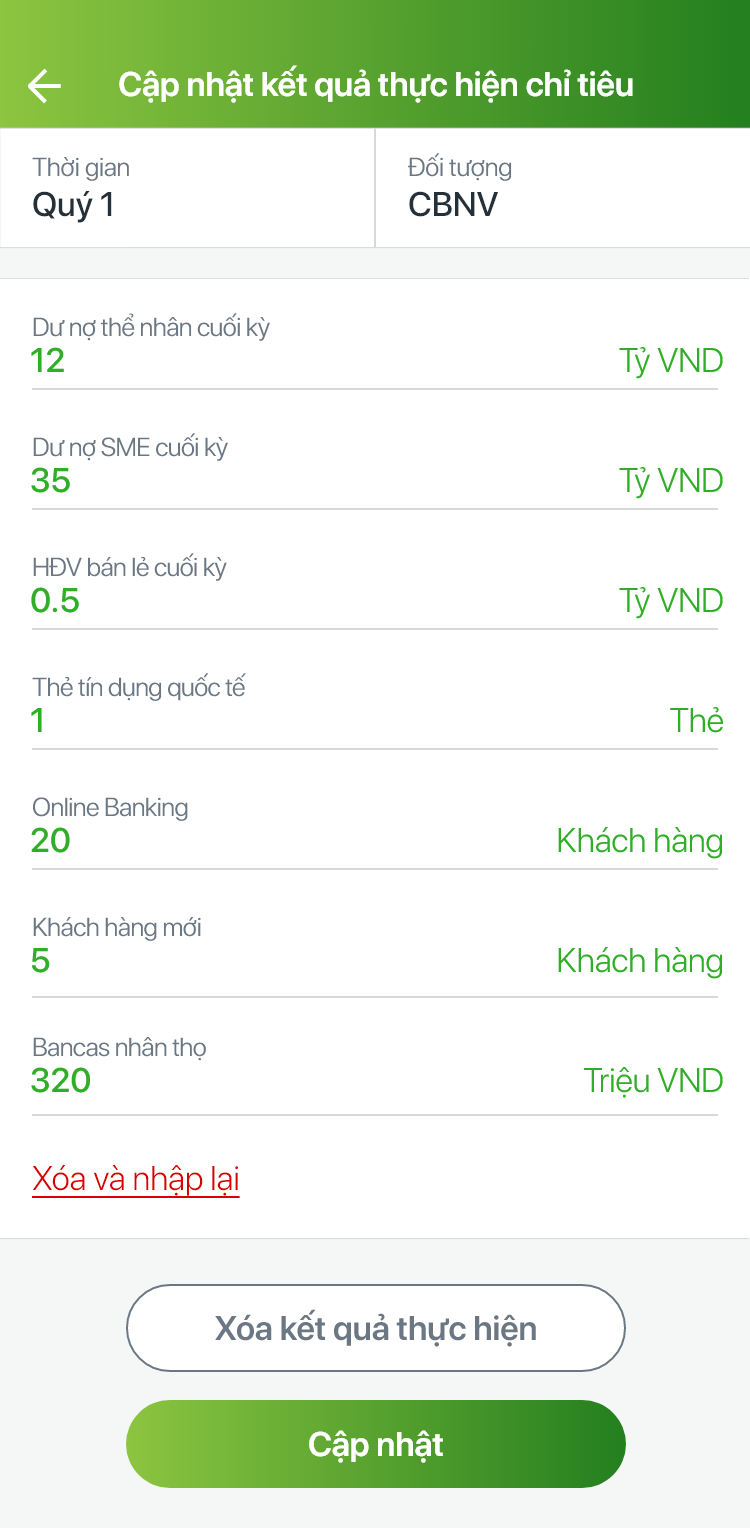 Cập nhật kết quả thực hiện chỉ tiêu
Thời gian
Quý 1
Đối tượng
CBNV
Dư nợ thể nhân cuối kỳ
12 Tỷ VND
Dư nợ SME cuối kỳ
35 Tỷ VND
HĐV bán lẻ cuối kỳ
0.5 Tỷ VND
Thẻ tín dụng quốc tế
1 Thẻ
Online Banking
20 Khách hàng
Khách hàng mới
5 Khách hàng
Bancas nhân thọ
320 Triệu VND
Xóa và nhập lại
Xóa kết quả thực hiện
Cập nhật